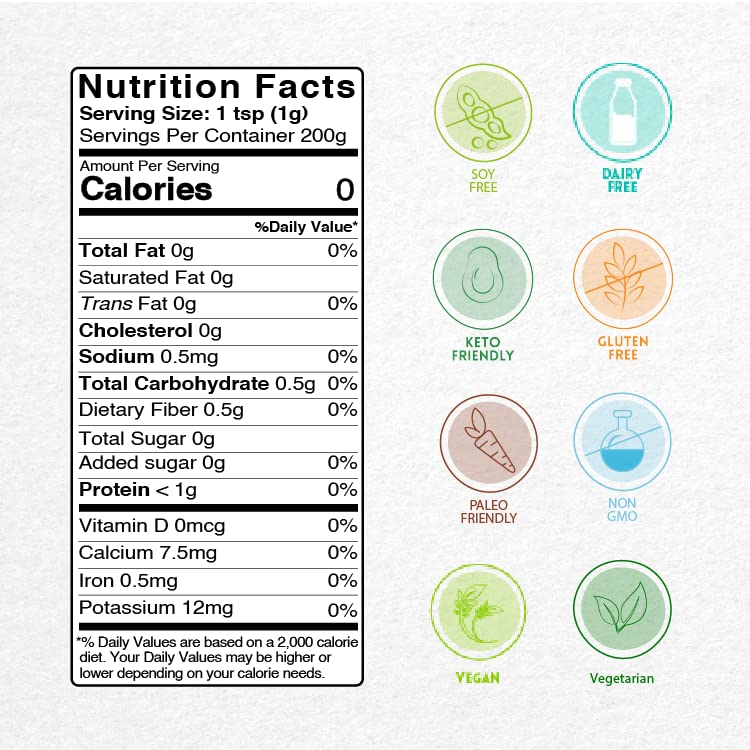 Nutrition Facts
Serving Size: 1 tsp (1g)
Servings Per Container 200g
Amount Per Serving
Calories 0
%Daily Value*
Total Fat 0g 0%
Saturated Fat 0g
Trans Fat 0g 0%
Cholesterol 0g
Sodium 0.5mg 0%
Total Carbohydrate 0.5g 0%
Dietary Fiber 0.5g 0%
Total Sugar 0g
Added sugar 0g 0%
Protein < 1g 0%
Vitamin D 0mcg 0%
Calcium 7.5mg 0%
Iron 0.5mg 0%
Potassium 12mg 0%
*% Daily Values are based on a 2,000 calorie
diet. Your Daily Values may be higher or
lower depending on your calorie needs.
SOY
FREE
DAIRY
FREE
KETO
FRIENDLY
GLUTEN
FREE
PALEO
FRIENDLY
NON
GMO
VEGAN
Vegetarian